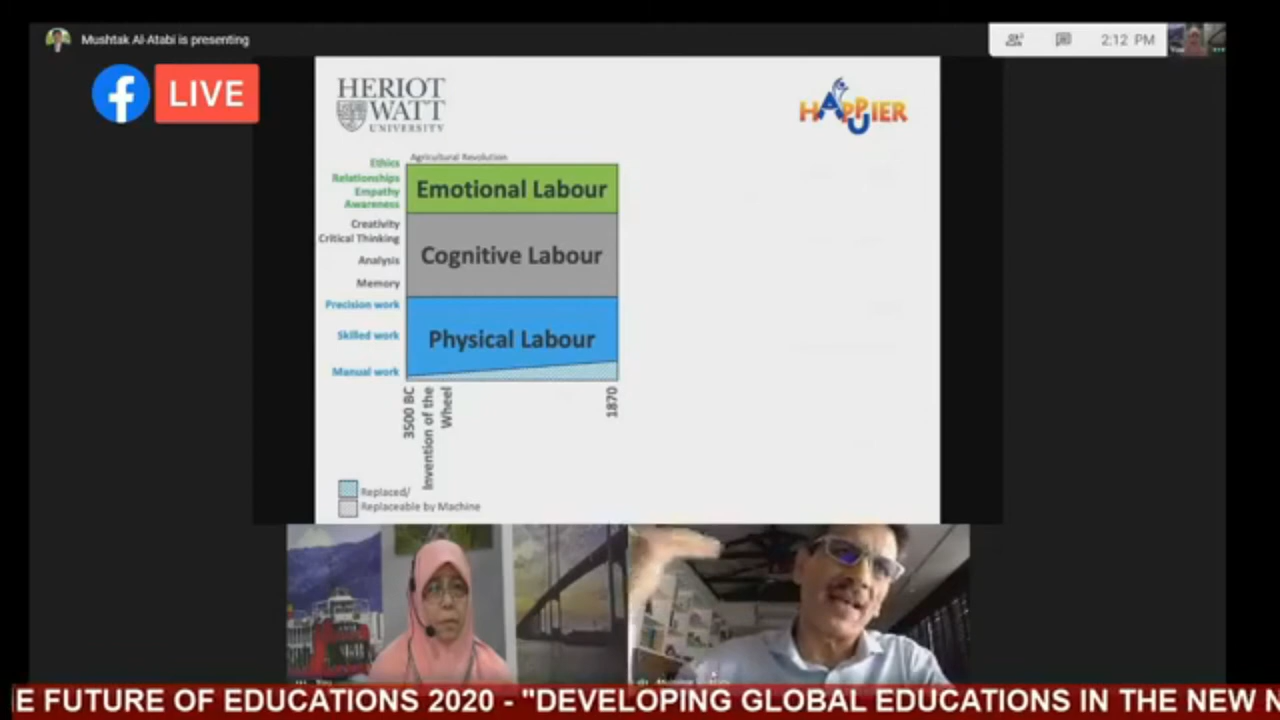 Mushtak Al-Atabi is presenting
2:12 PM
LIVE
HERIOT
WATT
UNIVERSITY
HAPPIER
U
Agricultural Revolution
Ethics
Relationships
Empathy
Awareness
Emotional Labour
Creativity
Critical Thinking
Analysis
Memory
Cognitive Labour
Precision work
Skilled work
Manual work
Physical Labour
3500 BC
Invention of the
Wheel
1870
Replaced/
Replaceable by Machine
You
E FUTURE OF EDUCATIONS 2020 - "DEVELOPING GLOBAL EDUCATIONS IN THE NEW N